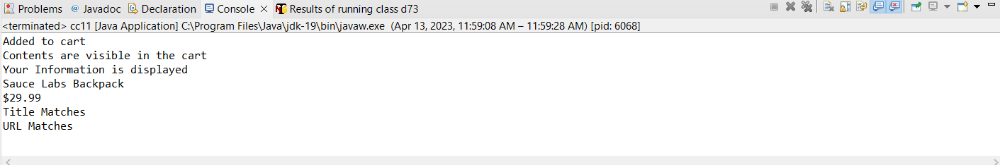 Problems @ Javadoc Declaration Console Results of running class d73
<terminated> cc11 [Java Application] C:\Program Files\Java\jdk-19\bin\javaw.exe (Apr 13, 2023, 11:59:08 AM – 11:59:28 AM) [pid: 6068]
Added to cart
Contents are visible in the cart
Your Information is displayed
Sauce Labs Backpack
$29.99
Title Matches
URL Matches